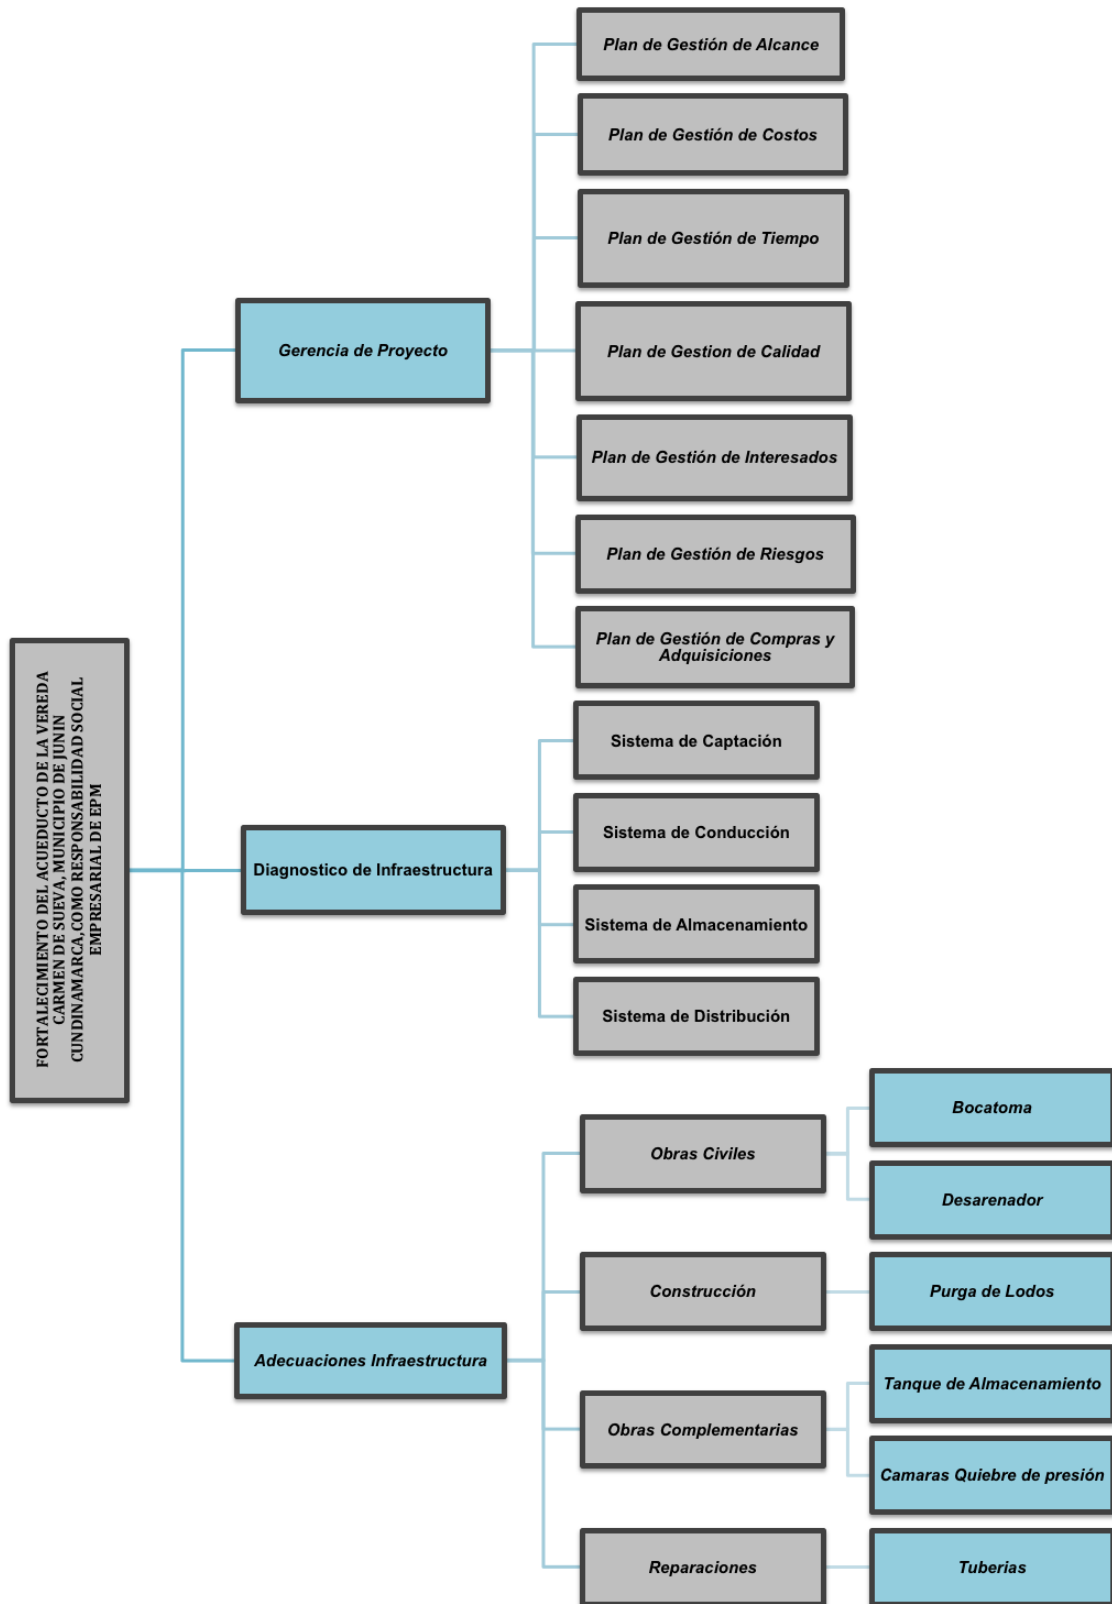 FORTALECIMIENTO DEL ACUEDUCTO DE LA VEREDA
CARMEN DE SUEVA, MUNICIPIO DE JUNIN
CUNDINAMARCA,COMO RESPONSABILIDAD SOCIAL
EMPRESARIAL DE EPM
Gerencia de Proyecto
Plan de Gestión de Alcance
Plan de Gestión de Costos
Plan de Gestión de Tiempo
Plan de Gestion de Calidad
Plan de Gestión de Interesados
Plan de Gestión de Riesgos
Plan de Gestión de Compras y
Adquisiciones
Diagnostico de Infraestructura
Sistema de Captación
Sistema de Conducción
Sistema de Almacenamiento
Sistema de Distribución
Adecuaciones Infraestructura
Obras Civiles
Bocatoma
Desarenador
Construcción
Purga de Lodos
Obras Complementarias
Tanque de Almacenamiento
Camaras Quiebre de presión
Reparaciones
Tuberias